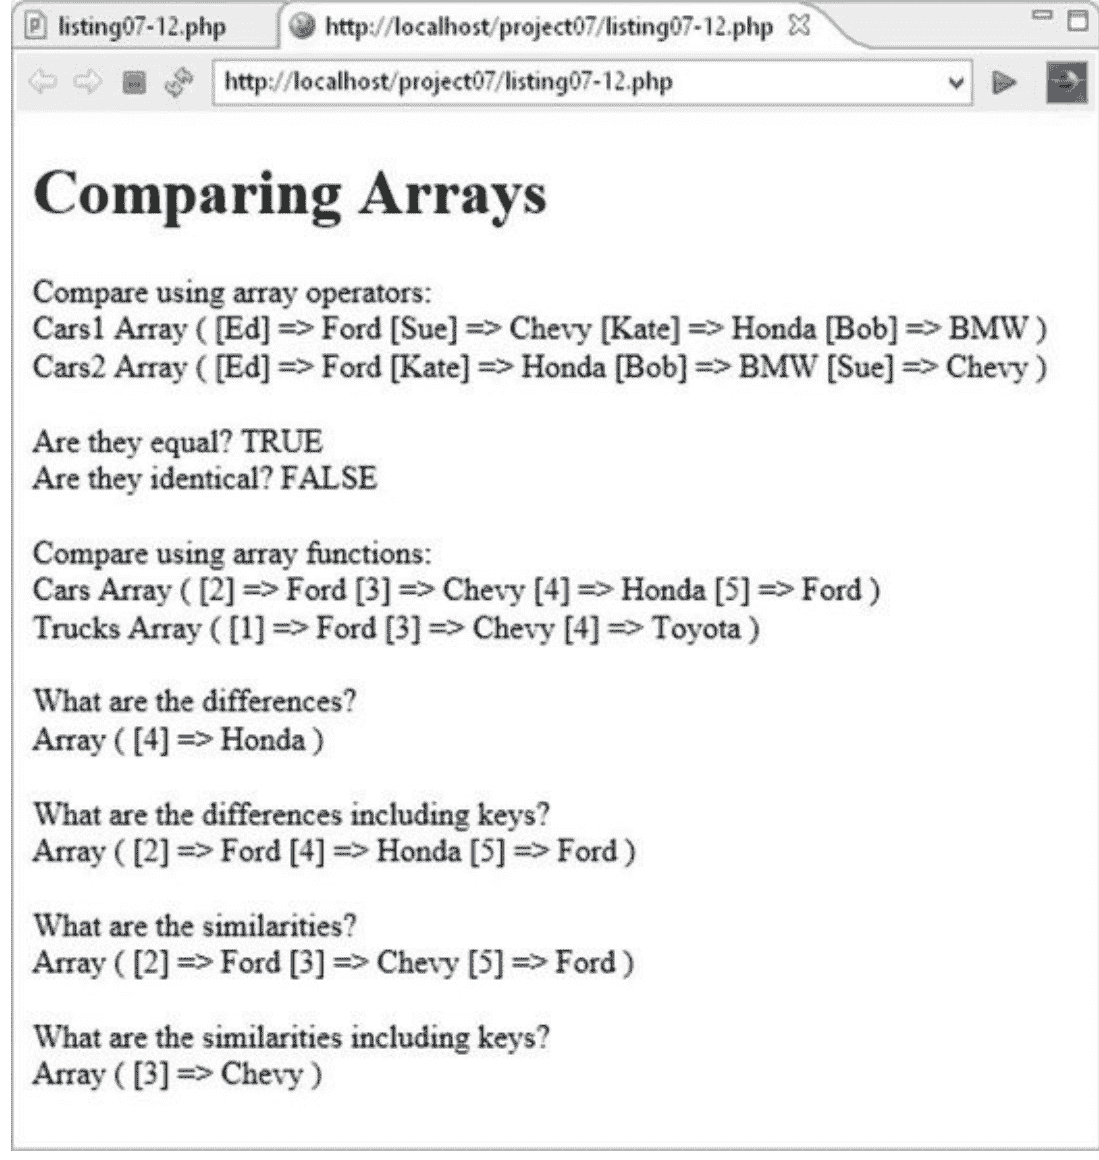 listing07-12.php
http://localhost/project07/listing07-12.php
http://localhost/project07/listing07-12.php
Comparing Arrays
Compare using array operators:
Cars1 Array ( [Ed] => Ford [Sue] => Chevy [Kate] => Honda [Bob] => BMW )
Cars2 Array ( [Ed] => Ford [Kate] => Honda [Bob] => BMW [Sue] => Chevy )
Are they equal? TRUE
Are they identical? FALSE
Compare using array functions:
Cars Array ( [2] => Ford [3] => Chevy [4] => Honda [5] => Ford )
Trucks Array ( [1] => Ford [3] => Chevy [4] => Toyota )
What are the differences?
Array ( [4] => Honda )
What are the differences including keys?
Array ( [2] => Ford [4] => Honda [5] => Ford )
What are the similarities?
Array ( [2] => Ford [3] => Chevy [5] => Ford )
What are the similarities including keys?
Array ( [3] => Chevy )